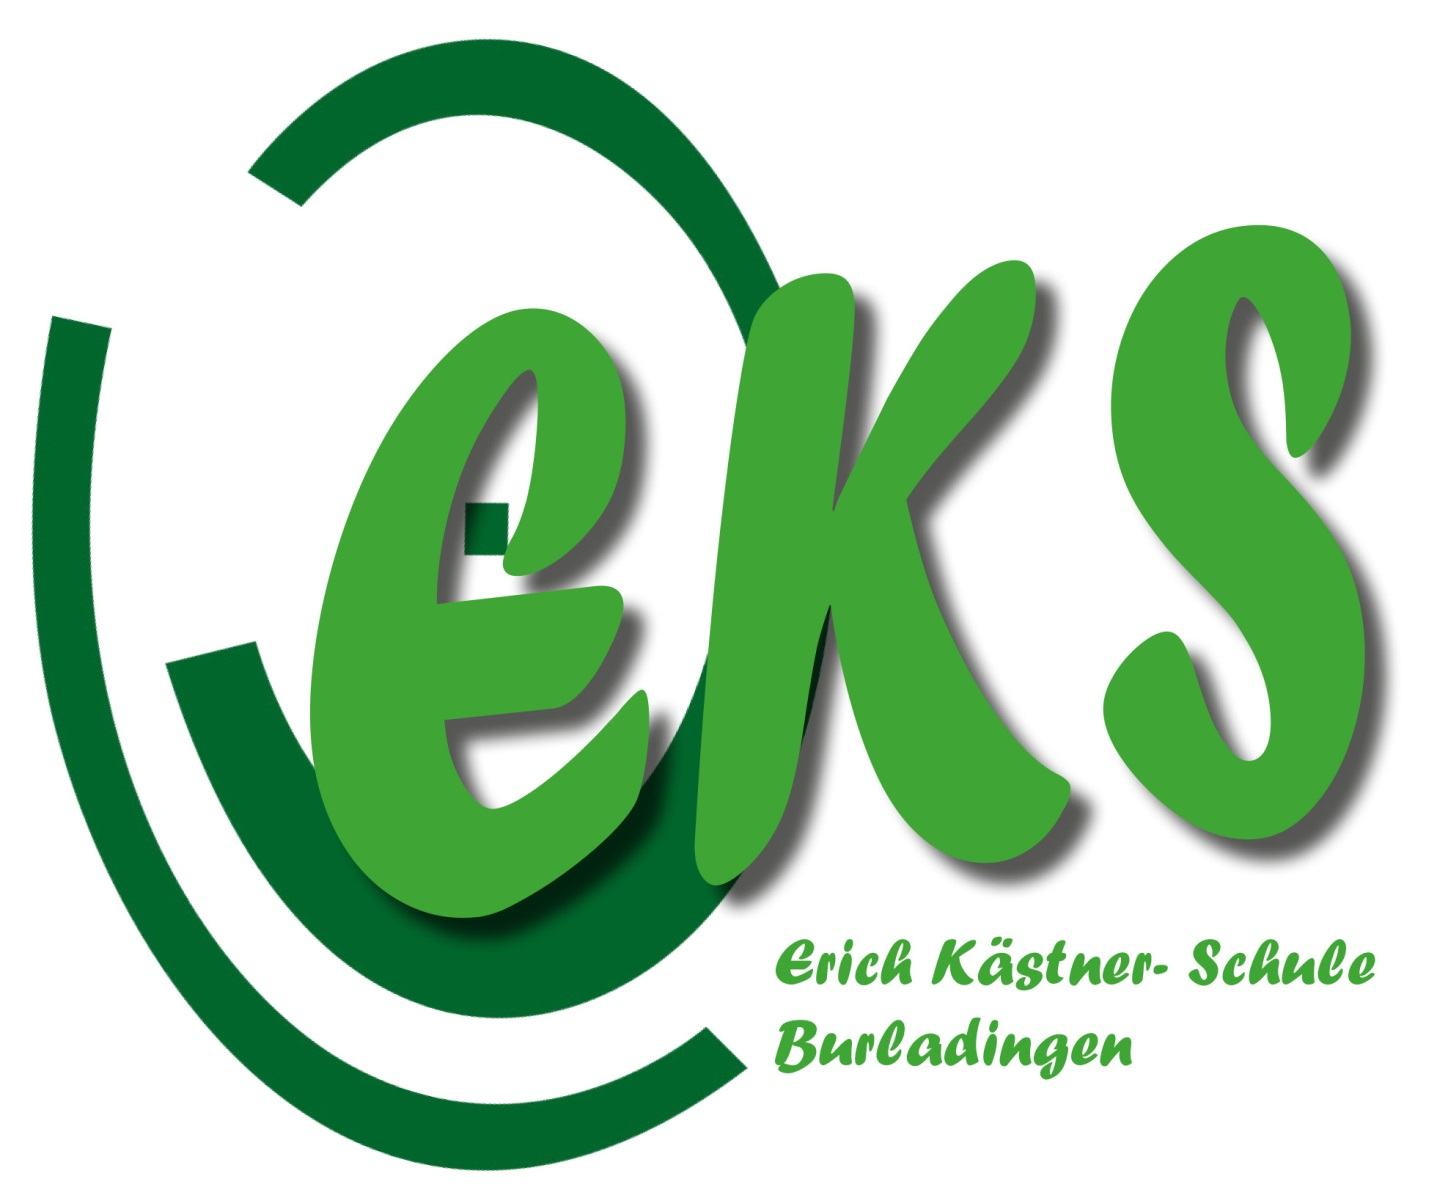 EKS
Erich Kästner- Schule
Burladingen